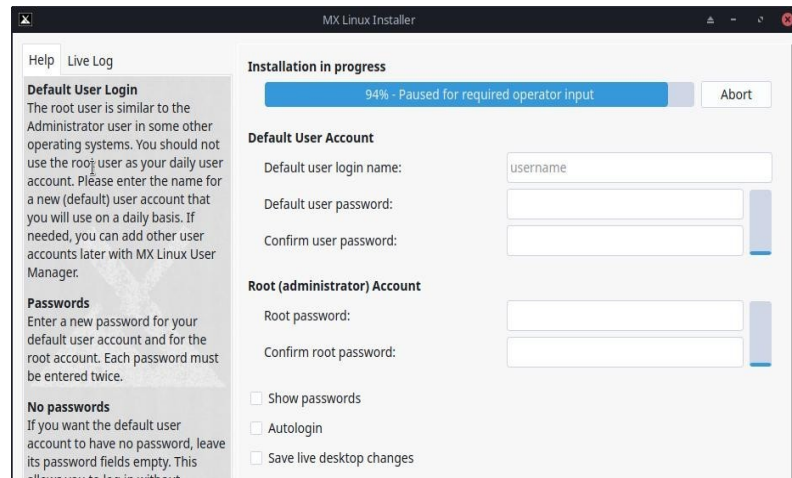 MX Linux Installer
Help Live Log
Default User Login
The root user is similar to the
Administrator user in some other
operating systems. You should not
use the root user as your daily user
account. Please enter the name for
a new (default) user account that
you will use on a daily basis. If
needed, you can add other user
accounts later with MX Linux User
Manager.
Passwords
Enter a new password for your
default user account and for the
root account. Each password must
be entered twice.
No passwords
If you want the default user
account to have no password, leave
its password fields empty. This
allows you to log in without
Installation in progress
94% - Paused for required operator input
Abort
Default User Account
Default user login name:
username
Default user password:
Confirm user password:
Root (administrator) Account
Root password:
Confirm root password:
Show passwords
Autologin
Save live desktop changes